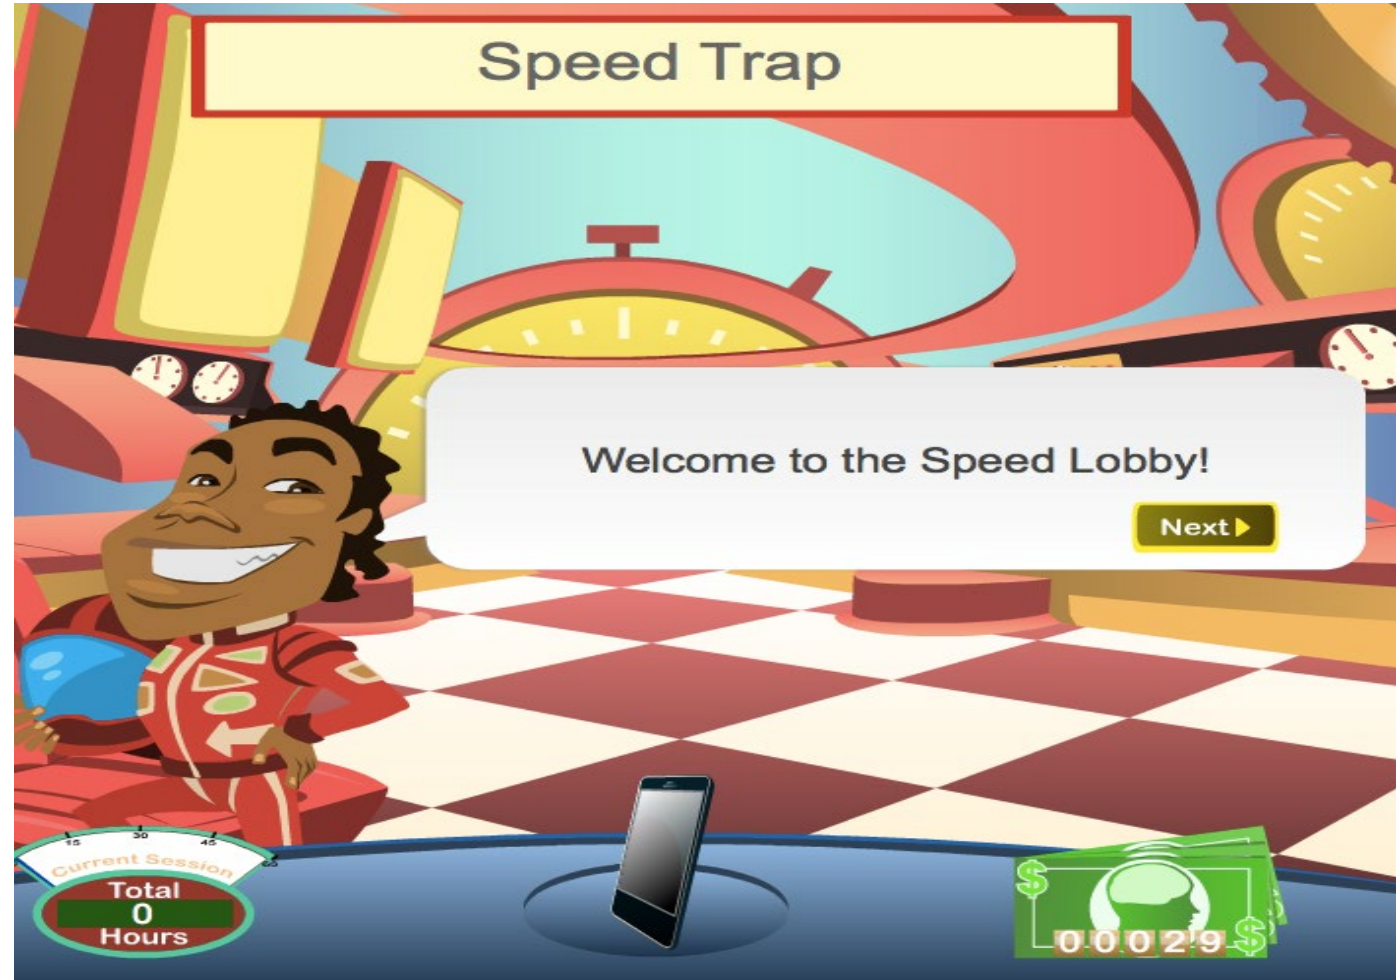 Speed Trap
Welcome to the Speed Lobby!
Next
15 30 45
Current Session
Total
0
Hours
$
00029 $